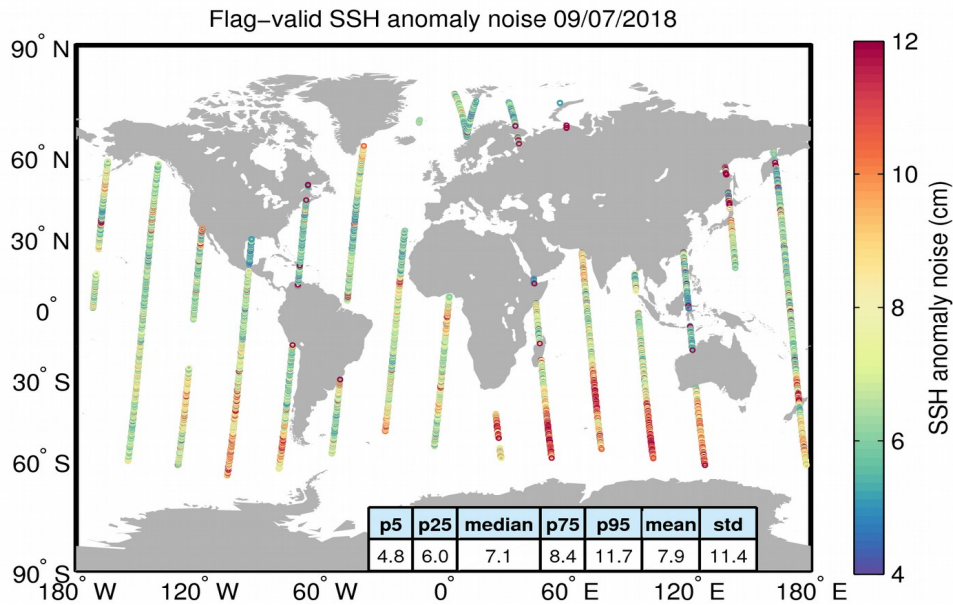 Flag−valid SSH anomaly noise 09/07/2018
90° N
60° N
30° N
0°
30° S
60° S
90° S
180° W 120° W 60° W 0° 60° E 120° E 180° E
p5 p25 median p75 p95 mean std
4.8 6.0 7.1 8.4 11.7 7.9 11.4
12
10
8
6
4
SSH anomaly noise (cm)